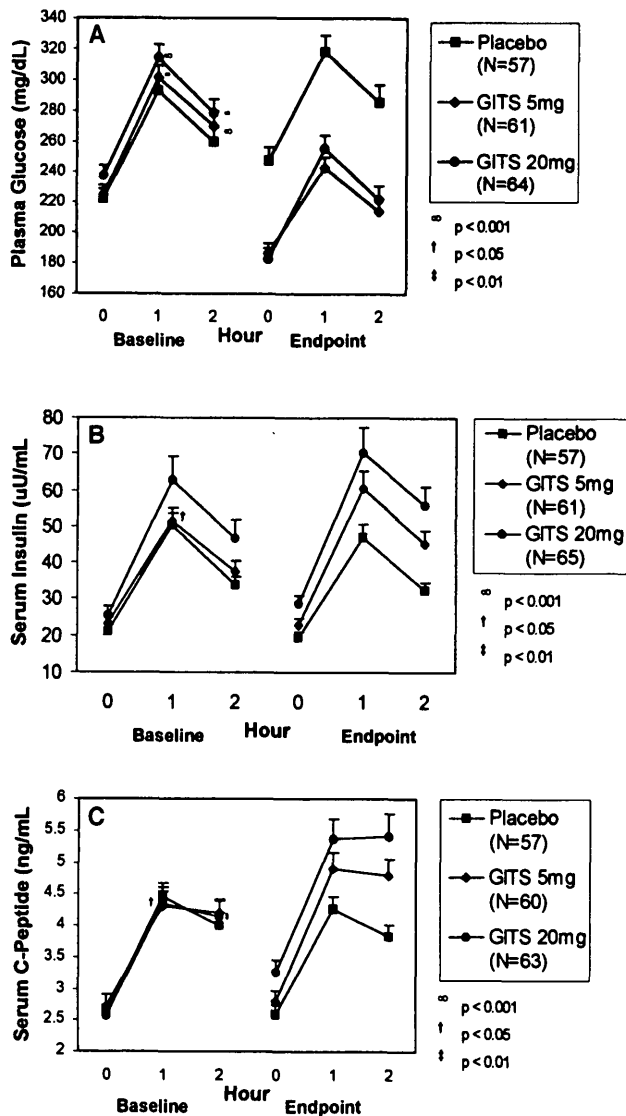 A
Plasma Glucose (mg/dL)
340
320
300
280
260
240
220
200
180
160
0 1 2 0 1 2
Baseline Hour Endpoint
Placebo
(N=57)
GITS 5mg
(N=61)
GITS 20mg
(N=64)
∞ p < 0.001
† p < 0.05
‡ p < 0.01
B
Serum Insulin (uU/mL)
80
70
60
50
40
30
20
10
†
0 1 2 0 1 2
Baseline Hour Endpoint
Placebo
(N=57)
GITS 5mg
(N=61)
GITS 20mg
(N=65)
∞ p < 0.001
† p < 0.05
‡ p < 0.01
C
Serum C-Peptide (ng/mL)
6
5.5
5
4.5
4
3.5
3
2.5
2
†
0 1 2 0 1 2
Baseline Hour Endpoint
Placebo
(N=57)
GITS 5mg
(N=60)
GITS 20mg
(N=63)
∞ p < 0.001
† p < 0.05
‡ p < 0.01